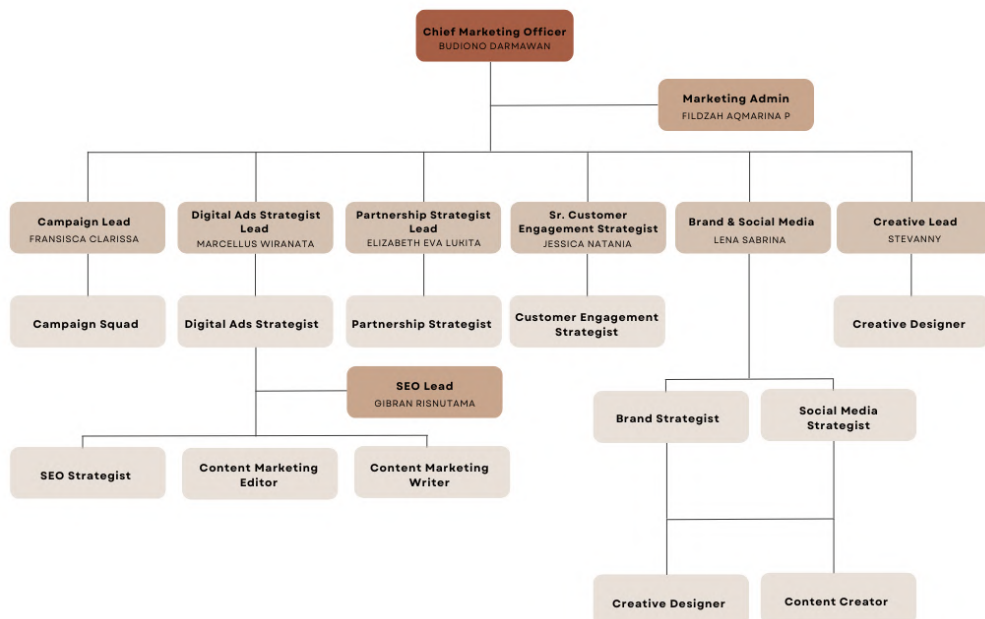 Chief Marketing Officer
BUDIONO DARMAWAN
Marketing Admin
FILDZAH AQMARINA P
Campaign Lead
FRANSISCA CLARISSA
Digital Ads Strategist
Lead
MARCELLUS WIRANATA
Partnership Strategist
Lead
ELIZABETH EVA LUKITA
Sr. Customer
Engagement Strategist
JESSICA NATANIA
Brand & Social Media
LENA SABRINA
Creative Lead
STEVANNY
Campaign Squad
Digital Ads Strategist
Partnership Strategist
Customer Engagement
Strategist
Creative Designer
SEO Lead
GIBRAN RISNUTAMA
Brand Strategist
Social Media
Strategist
SEO Strategist
Content Marketing
Editor
Content Marketing
Writer
Creative Designer
Content Creator